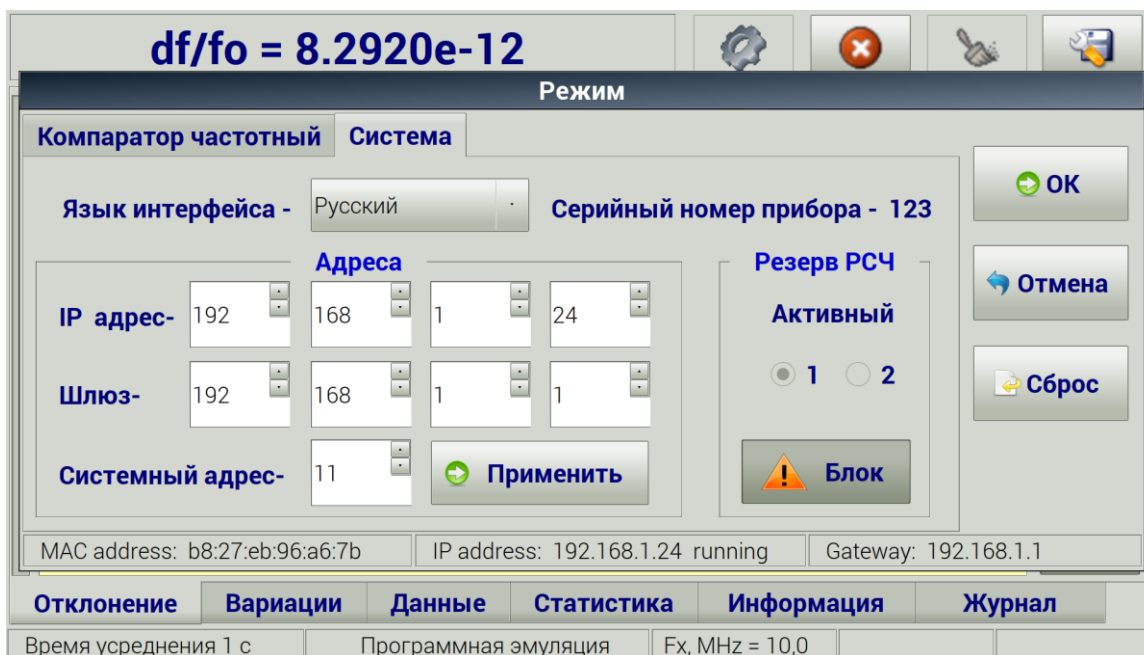 df/fo = 8.2920e-12
Режим
Компаратор частотный Система
Язык интерфейса - Русский Серийный номер прибора - 123
ОК
Адреса
Резерв РСЧ
IP адрес- 192 168 1 24
Активный
Отмена
Шлюз- 192 168 1 1
1 2
Сброс
Системный адрес- 11 Применить
Блок
MAC address: b8:27:eb:96:a6:7b IP address: 192.168.1.24 running Gateway: 192.168.1.1
Отклонение Вариации Данные Статистика Информация Журнал
Время усреднения 1 с Программная эмуляция Fx, MHz = 10,0